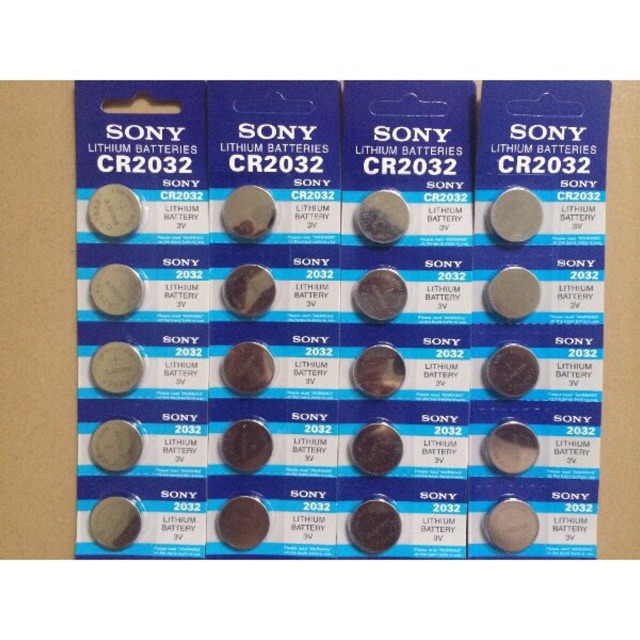 SONY
LITHIUM BATTERIES
CR2032
SONY
CR2032
LITHIUM
BATTERY
3V
SONY
2032
LITHIUM
BATTERY
3V
SONY
2032
LITHIUM
BATTERY
3V
SONY
2032
LITHIUM
BATTERY
3V
SONY
2032
LITHIUM
BATTERY
3V
SONY
LITHIUM BATTERIES
CR2032
SONY
CR2032
LITHIUM
BATTERY
3V
SONY
2032
LITHIUM
BATTERY
3V
SONY
2032
LITHIUM
BATTERY
3V
SONY
2032
LITHIUM
BATTERY
3V
SONY
2032
LITHIUM
BATTERY
3V
SONY
LITHIUM BATTERIES
CR2032
SONY
CR2032
LITHIUM
BATTERY
3V
SONY
2032
LITHIUM
BATTERY
3V
SONY
2032
LITHIUM
BATTERY
3V
SONY
2032
LITHIUM
BATTERY
3V
SONY
2032
LITHIUM
BATTERY
3V
SONY
LITHIUM BATTERIES
CR2032
SONY
CR2032
LITHIUM
BATTERY
3V
SONY
2032
LITHIUM
BATTERY
3V
SONY
2032
LITHIUM
BATTERY
3V
SONY
2032
LITHIUM
BATTERY
3V
SONY
2032
LITHIUM
BATTERY
3V